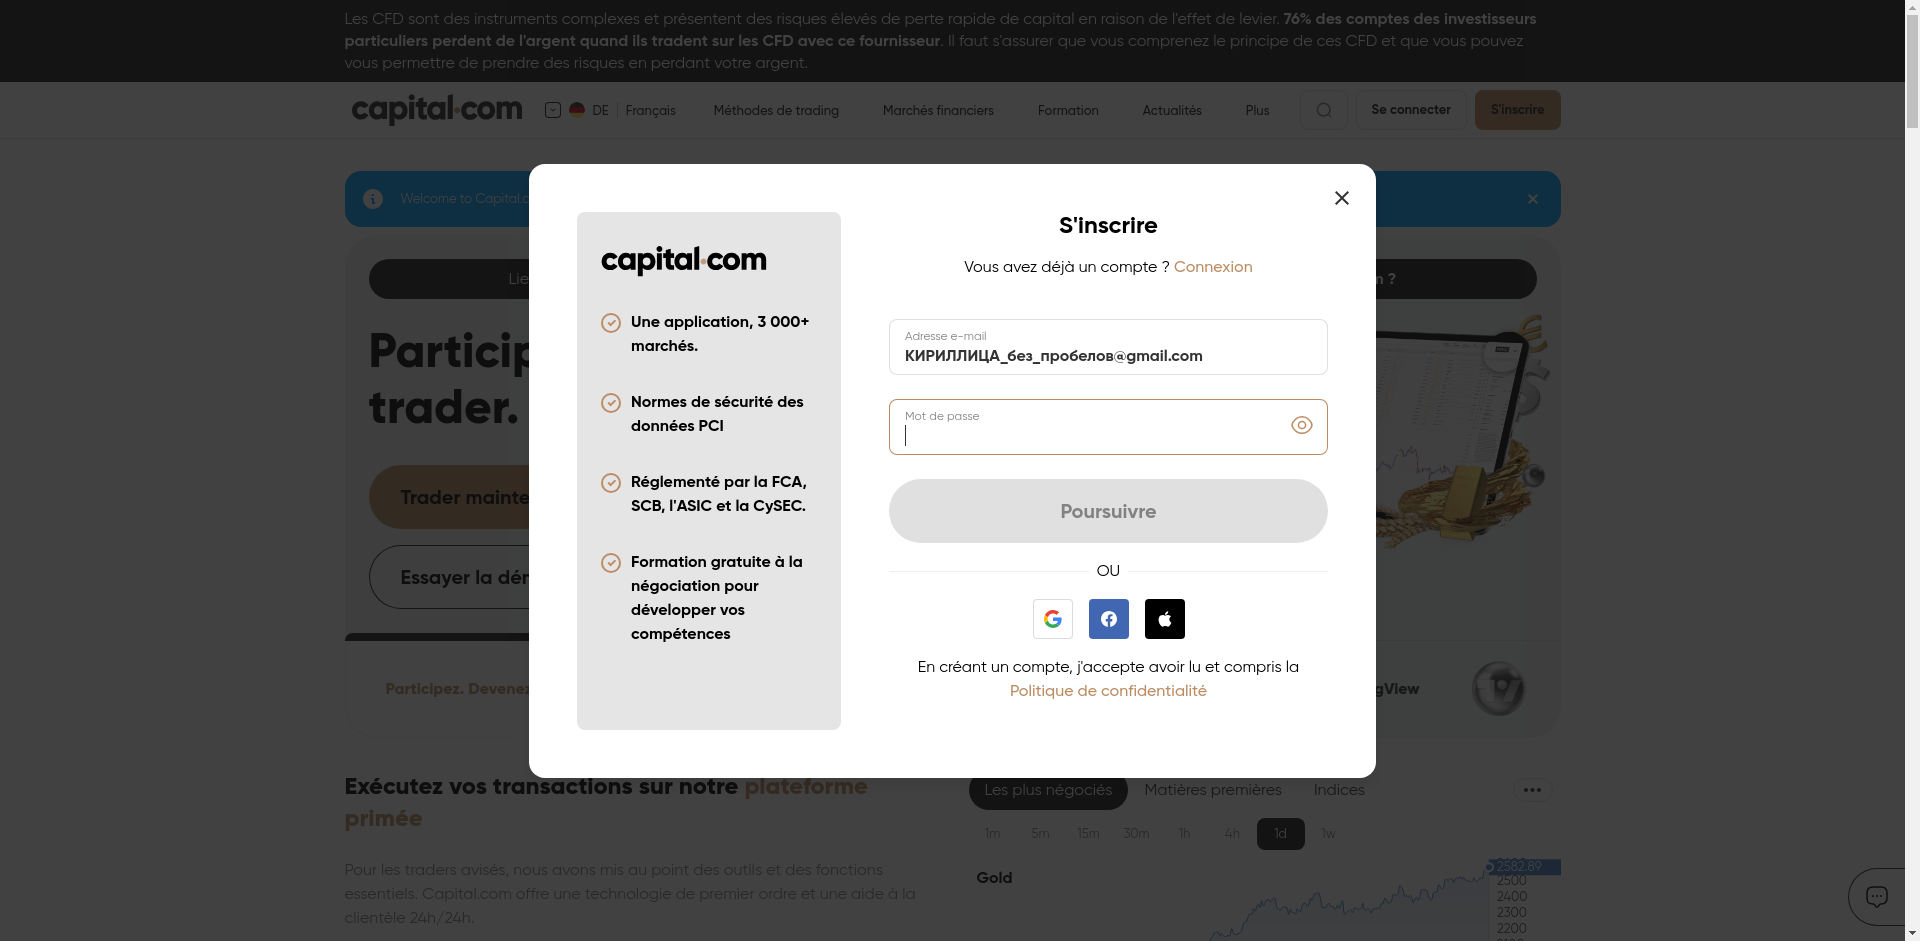 Les CFD sont des instruments complexes et présentent des risques élevés de perte rapide de capital en raison de l'effet de levier. 76% des comptes des investisseurs
particuliers perdent de l'argent quand ils tradent sur les CFD avec ce fournisseur. Il faut s'assurer que vous comprenez le principe de ces CFD et que vous pouvez
vous permettre de prendre des risques en perdant votre argent.
capital.com DE Français Méthodes de trading Marchés financiers Formation Actualités Plus Se connecter S'inscrire
Welcome to Capital.c
Lie
n ?
Particip
trader.
Trader mainte
Essayer la dém
Participez. Devenez
gView
capital.com
Une application, 3 000+
marchés.
Normes de sécurité des
données PCI
Réglementé par la FCA,
SCB, l'ASIC et la CySEC.
Formation gratuite à la
négociation pour
développer vos
compétences
S'inscrire
Vous avez déjà un compte ? Connexion
Adresse e-mail
КИРИЛЛИЦА_без_пробелов@gmail.com
Mot de passe
Poursuivre
OU
En créant un compte, j'accepte avoir lu et compris la
Politique de confidentialité
Exécutez vos transactions sur notre plateforme
primée
Pour les traders avisés, nous avons mis au point des outils et des fonctions
essentiels. Capital.com offre une technologie de premier ordre et une aide à la
clientèle 24h/24h.
Les plus négociés Matières premières Indices
1m 5m 15m 30m 1h 4h 1d 1w
Gold
2582.89
2500
2400
2300
2200